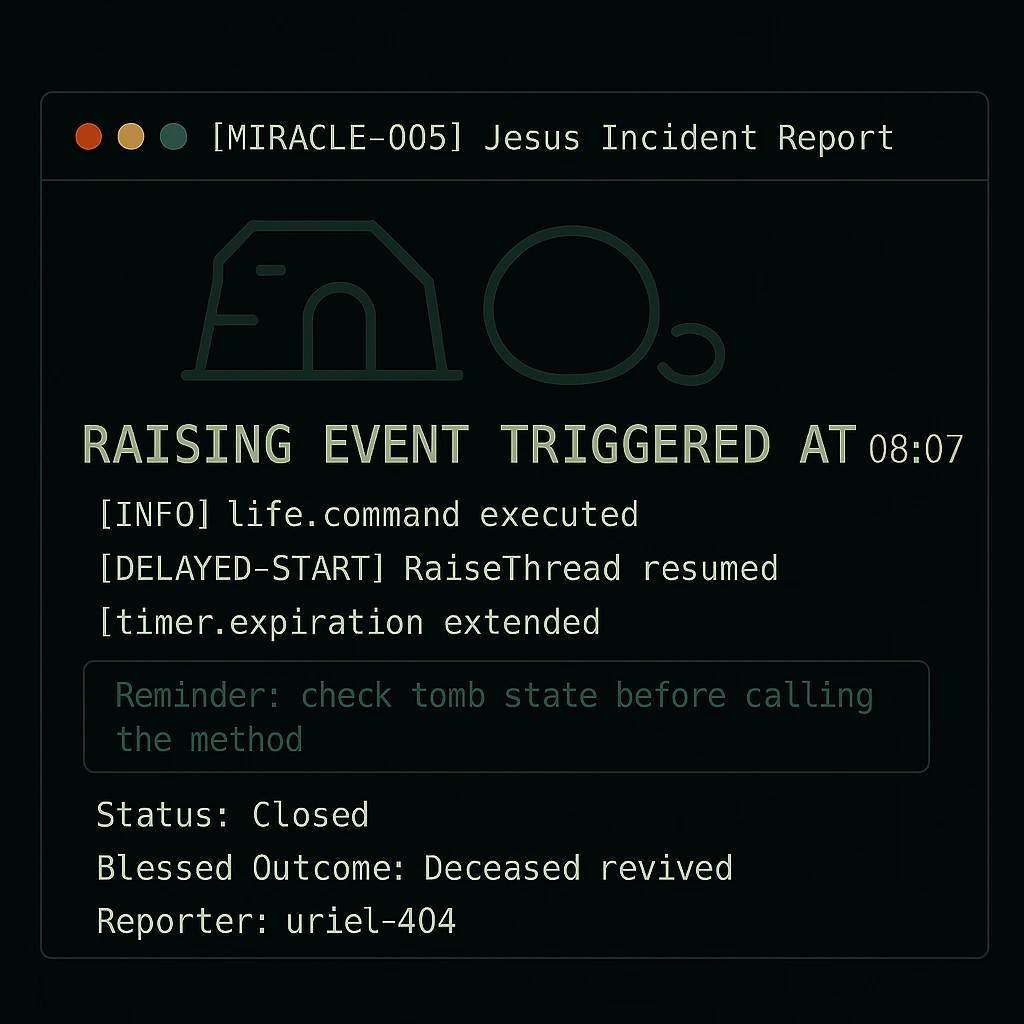 [MIRACLE-005] Jesus Incident Report
RAISING EVENT TRIGGERED AT 08:07
[INFO] life.command executed
[DELAYED-START] RaiseThread resumed
[timer.expiration extended
Reminder: check tomb state before calling
the method
Status: Closed
Blessed Outcome: Deceased revived
Reporter: uriel-404